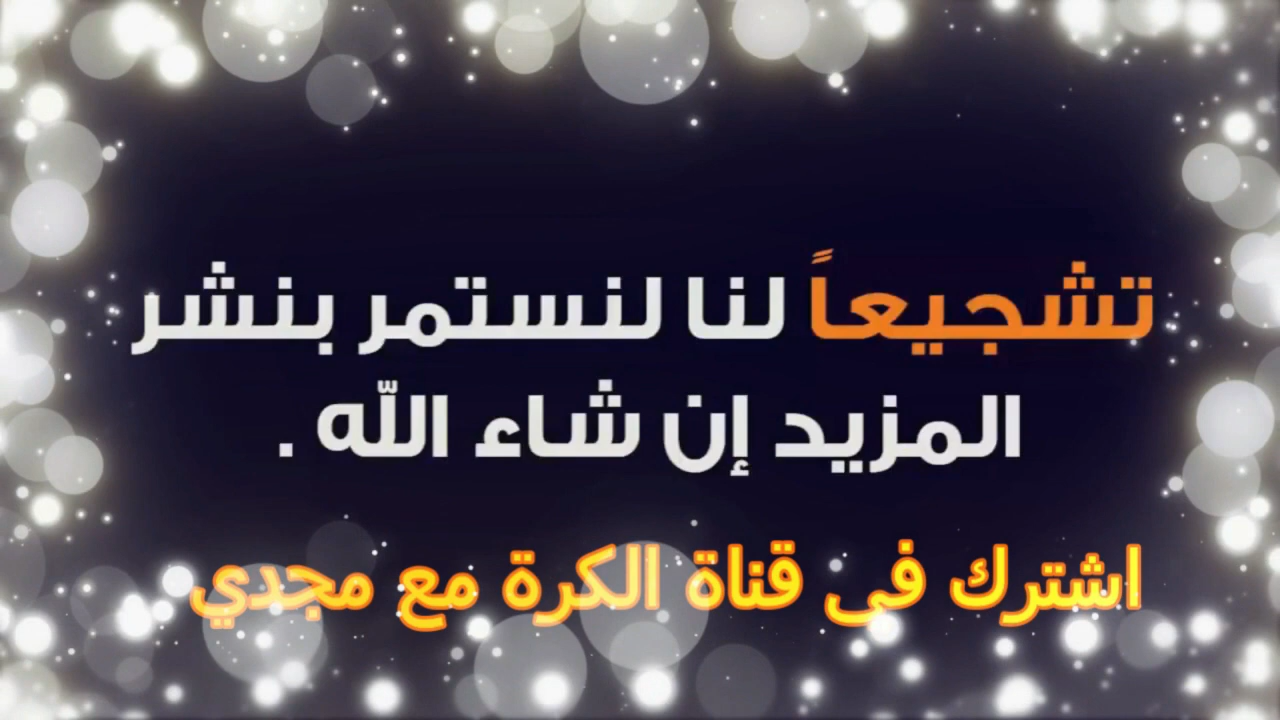 تشجيعاً لنا لنستمر بنشر
المزيد إن شاء الله .
اشترك فى قناة الكرة مع مجدي